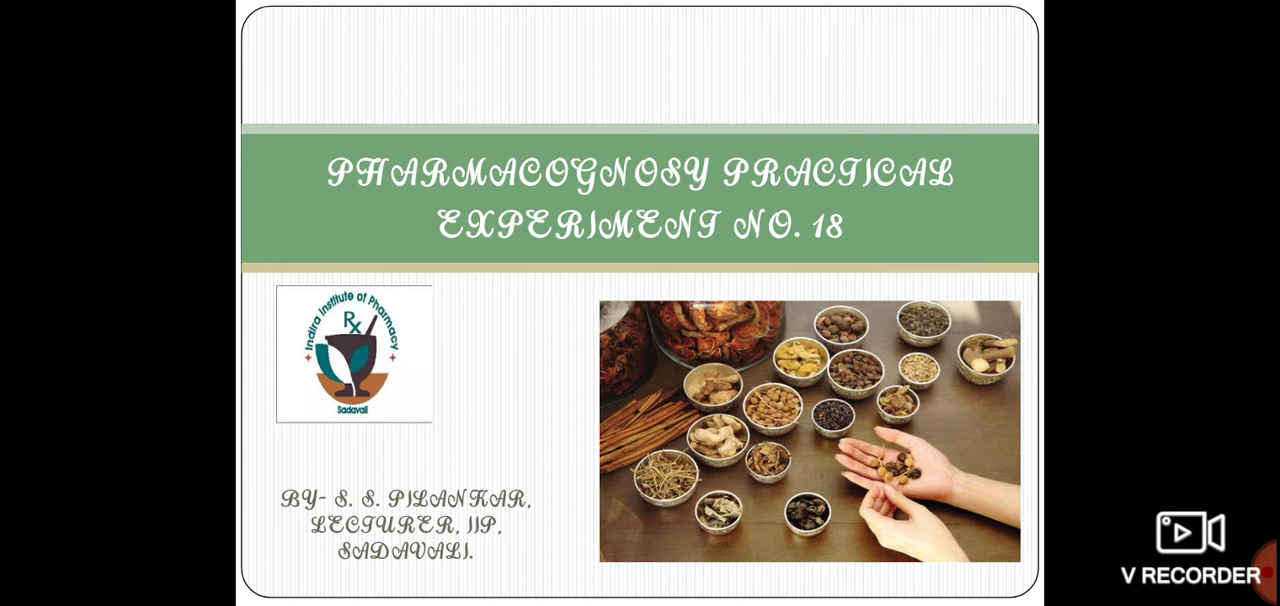 PHARMACOGNOSY PRACTICAL
EXPERIMENT NO. 18
Indira Institute of Pharmacy
Rx
Sadavali
BY- S. S. PILANKAR,
LECTURER, IIP,
SADAVALI.
V RECORDER